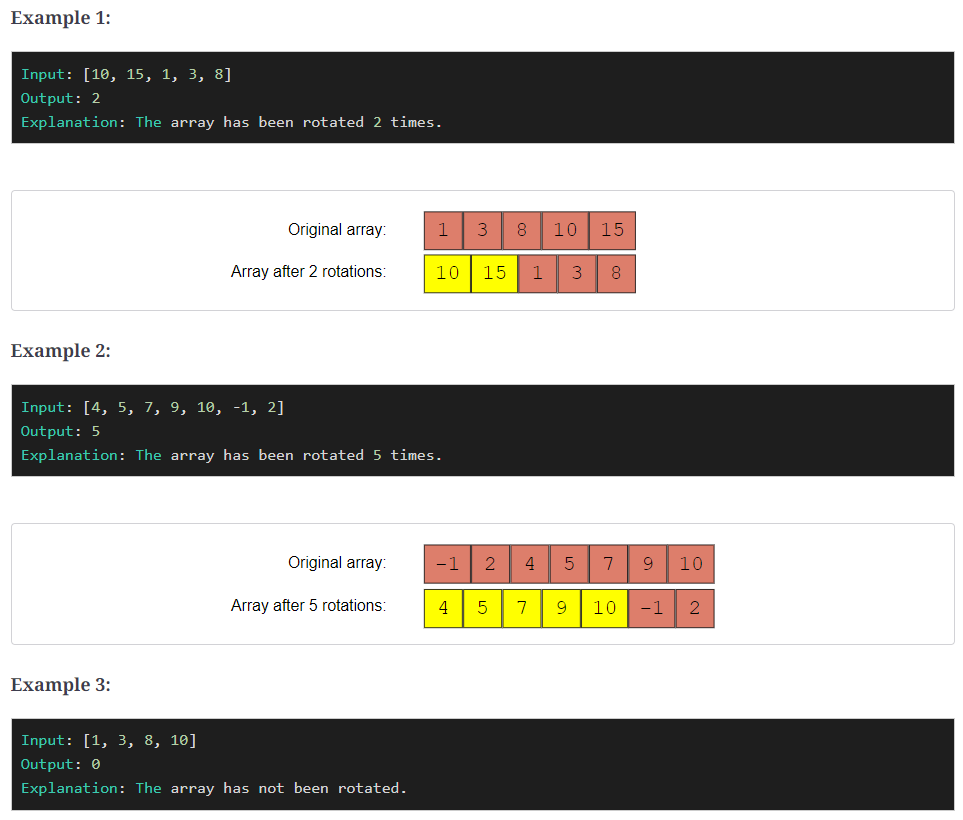 Example 1:
Input: [10, 15, 1, 3, 8]
Output: 2
Explanation: The array has been rotated 2 times.
Original array: 1 3 8 10 15
Array after 2 rotations: 10 15 1 3 8
Example 2:
Input: [4, 5, 7, 9, 10, -1, 2]
Output: 5
Explanation: The array has been rotated 5 times.
Original array: -1 2 4 5 7 9 10
Array after 5 rotations: 4 5 7 9 10 -1 2
Example 3:
Input: [1, 3, 8, 10]
Output: 0
Explanation: The array has not been rotated.